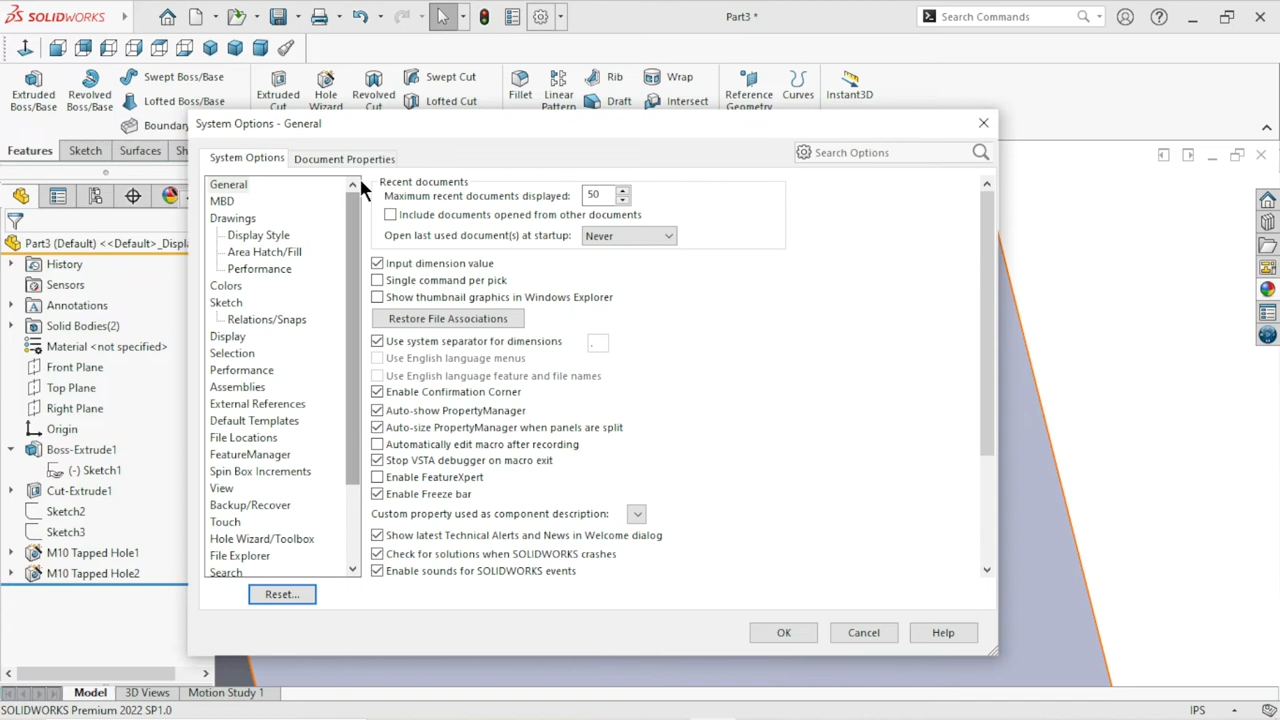 SOLIDWORKS
Part3 *
Search Commands
Extruded Boss/Base
Revolved Boss/Base
Swept Boss/Base
Lofted Boss/Base
Boundary
Extruded Cut
Hole Wizard
Revolved Cut
Swept Cut
Lofted Cut
Fillet
Linear Pattern
Rib
Draft
Wrap
Intersect
Reference Geometry
Curves
Instant3D
Features
Sketch
Surfaces
Sh
Part3 (Default) <<Default>_Displa
History
Sensors
Annotations
Solid Bodies(2)
Material <not specified>
Front Plane
Top Plane
Right Plane
Origin
Boss-Extrude1
(-) Sketch1
Cut-Extrude1
Sketch2
Sketch3
M10 Tapped Hole1
M10 Tapped Hole2
System Options - General
System Options
Document Properties
Search Options
General
MBD
Drawings
Display Style
Area Hatch/Fill
Performance
Colors
Sketch
Relations/Snaps
Display
Selection
Performance
Assemblies
External References
Default Templates
File Locations
FeatureManager
Spin Box Increments
View
Backup/Recover
Touch
Hole Wizard/Toolbox
File Explorer
Search
Reset...
Recent documents
Maximum recent documents displayed: 50
Include documents opened from other documents
Open last used document(s) at startup: Never
Input dimension value
Single command per pick
Show thumbnail graphics in Windows Explorer
Restore File Associations
Use system separator for dimensions .
Use English language menus
Use English language feature and file names
Enable Confirmation Corner
Auto-show PropertyManager
Auto-size PropertyManager when panels are split
Automatically edit macro after recording
Stop VSTA debugger on macro exit
Enable FeatureXpert
Enable Freeze bar
Custom property used as component description:
Show latest Technical Alerts and News in Welcome dialog
Check for solutions when SOLIDWORKS crashes
Enable sounds for SOLIDWORKS events
OK
Cancel
Help
Model
3D Views
Motion Study 1
SOLIDWORKS Premium 2022 SP1.0
IPS